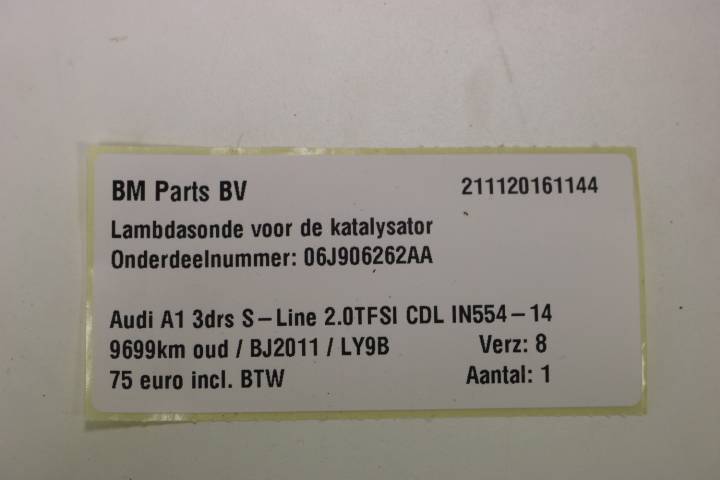 BM Parts BV 211120161144
Lambdasonde voor de katalysator
Onderdeelnummer: 06J906262AA
Audi A1 3drs S-Line 2.0TFSI CDL IN554-14
9699km oud / BJ2011 / LY9B Verz: 8
75 euro incl. BTW Aantal: 1